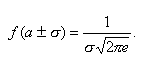 f(a ± σ) = 1/(σ√(2πe)).